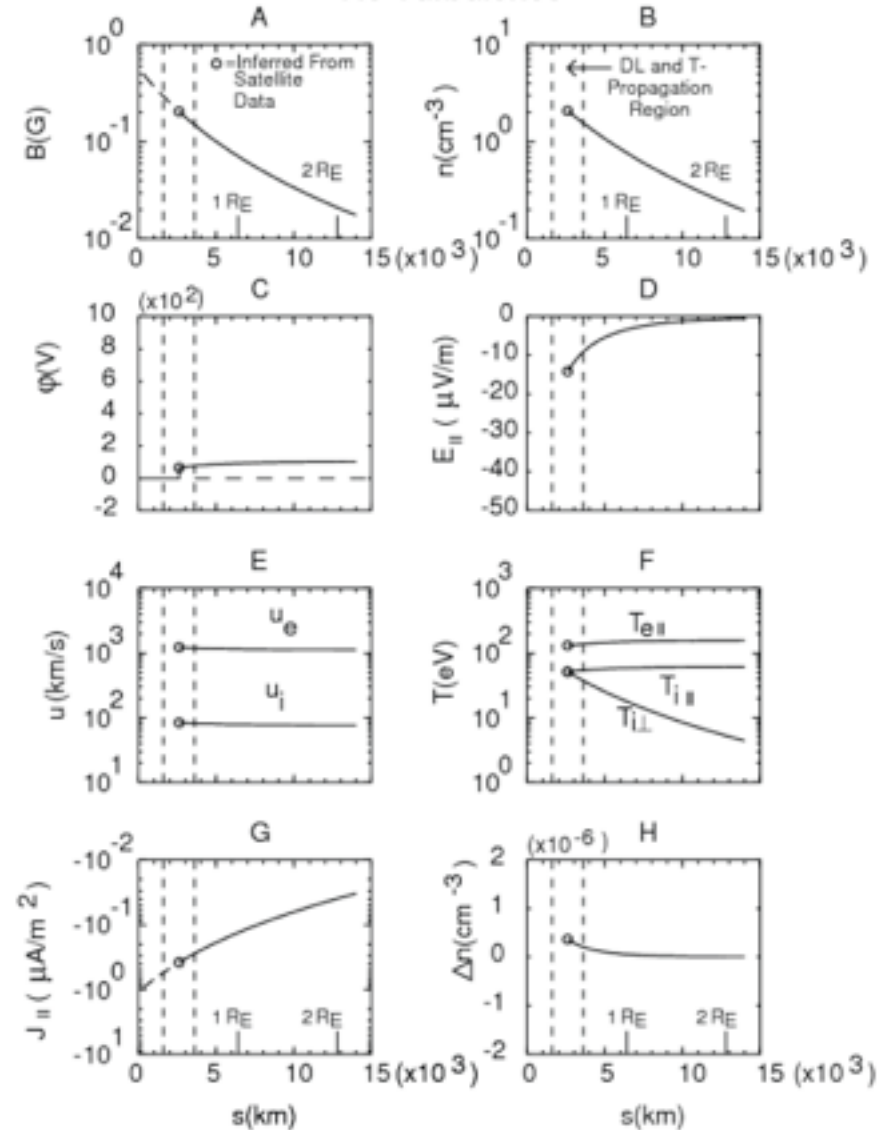 A
B
10^0
10^-1
10^-2
B(G)
o =Inferred From
Satellite
Data
1 R_E
2 R_E
0 5 10 15 (x10^3)
10^1
10^0
10^-1
n(cm^-3)
DL and T-
Propagation
Region
2 R_E
1 R_E
0 5 10 15 (x10^3)
C
D
(x10^2)
10
8
6
4
2
0
-2
φ(V)
0
-10
-20
-30
-40
-50
E_|| ( μV/m)
E
F
10^4
10^3
10^2
10^1
u (km/s)
u_e
u_i
10^3
10^2
10^1
10^0
T(eV)
T_e||
T_i||
T_i⊥
G
H
-10^-2
-10^-1
-10^0
-10^1
J_|| ( μA/m^2)
1 R_E
2 R_E
0 5 10 15 (x10^3)
s(km)
(x10^-6)
2
1
0
-1
-2
Δn(cm^-3)
1 R_E
2 R_E
0 5 10 15 (x10^3)
s(km)